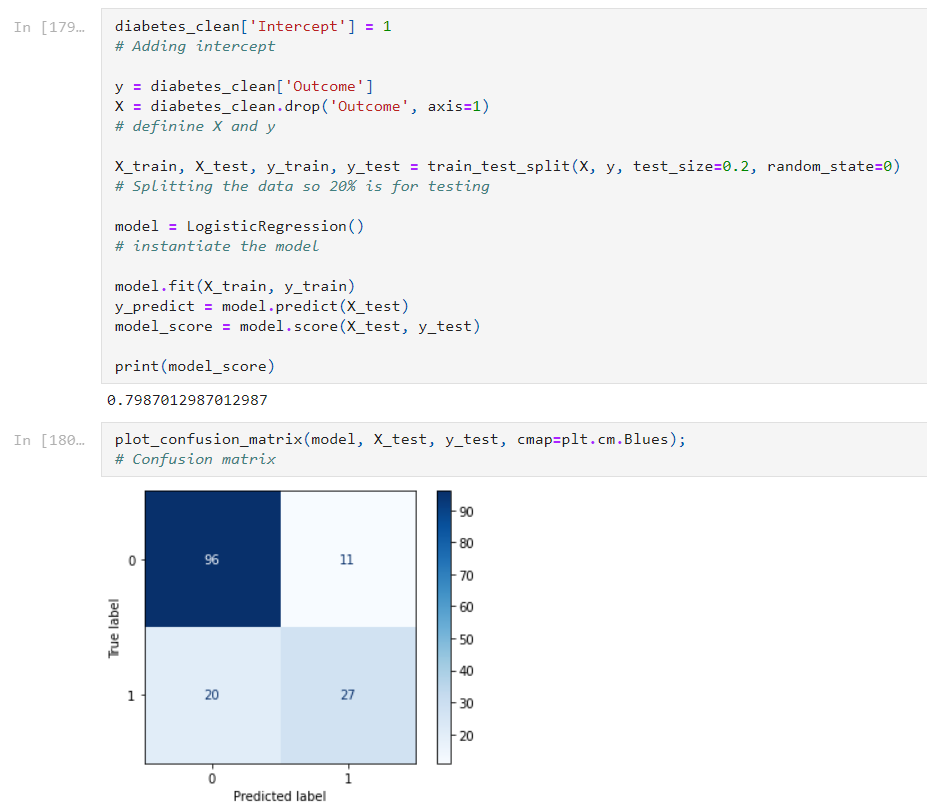 In [179…
diabetes_clean['Intercept'] = 1
# Adding intercept
y = diabetes_clean['Outcome']
X = diabetes_clean.drop('Outcome', axis=1)
# definine X and y
X_train, X_test, y_train, y_test = train_test_split(X, y, test_size=0.2, random_state=0)
# Splitting the data so 20% is for testing
model = LogisticRegression()
# instantiate the model
model.fit(X_train, y_train)
y_predict = model.predict(X_test)
model_score = model.score(X_test, y_test)
print(model_score)
0.7987012987012987
In [180…
plot_confusion_matrix(model, X_test, y_test, cmap=plt.cm.Blues);
# Confusion matrix
True label
0
1
96
11
20
27
0
1
Predicted label
90
80
70
60
50
40
30
20